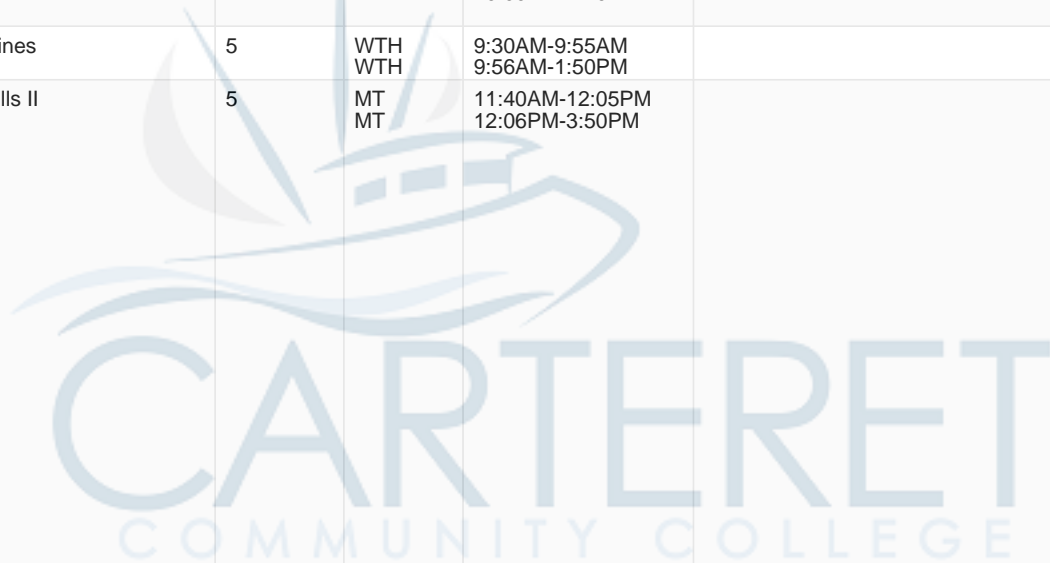 ines 5 WTH 9:30AM-9:55AM
WTH 9:56AM-1:50PM
lls II 5 MT 11:40AM-12:05PM
MT 12:06PM-3:50PM
CARTERET
COMMUNITY COLLEGE